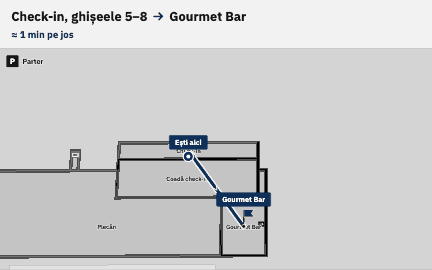 Check-in, ghișeele 5–8 → Gourmet Bar
≈ 1 min pe jos
P Parter
Ești aici
Coadă check-in
Gourmet Bar
Gourmet Bar
Plecări